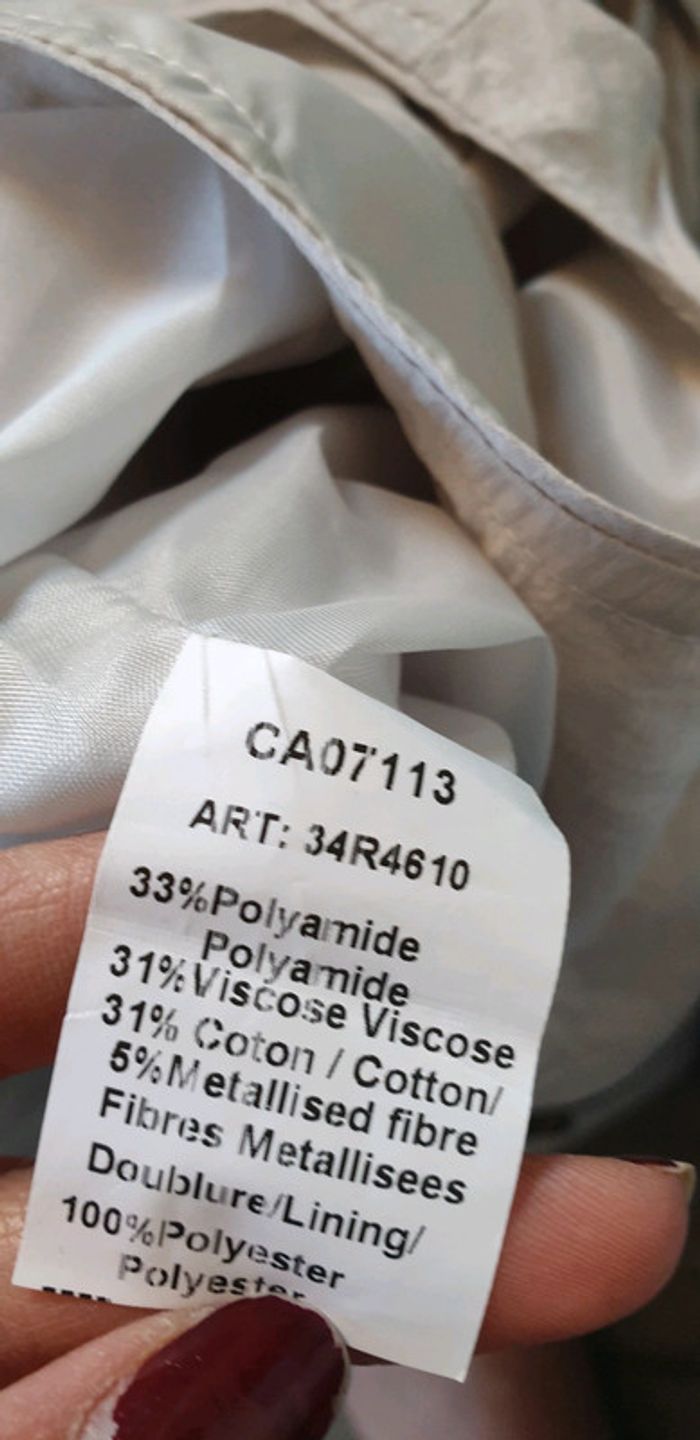 CA07113
ART: 34R4610
33%Polyamide
Polyamide
31%Viscose Viscose
31% Coton / Cotton/
5%Metallised fibre
Fibres Metallisees
Doublure/Lining/
100%Polyester
Polyester